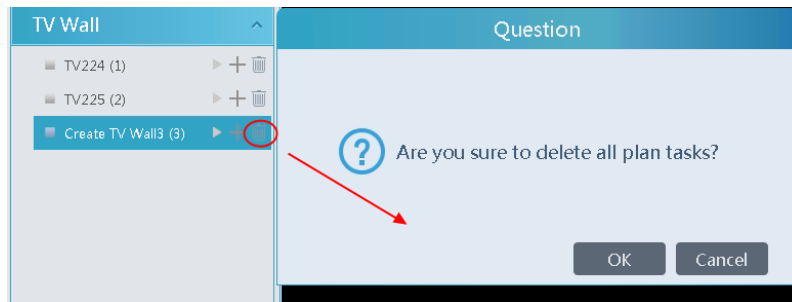 TV Wall
TV224 (1)
TV225 (2)
Create TV Wall3 (3)
Question
Are you sure to delete all plan tasks?
OK
Cancel